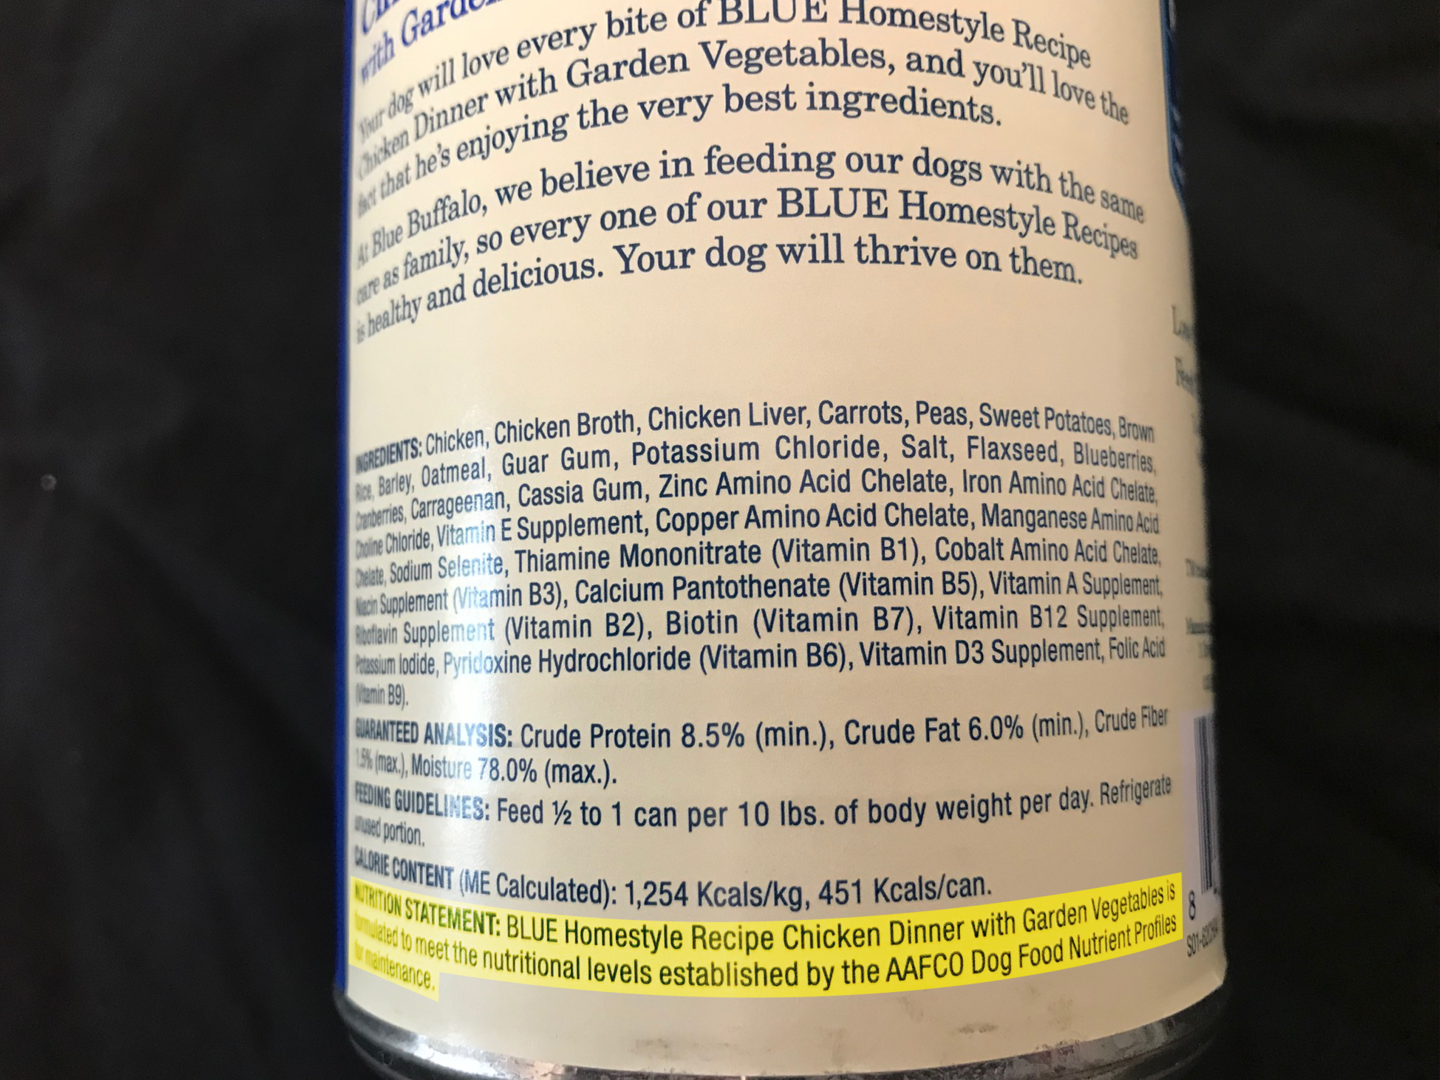 with Garden
Your dog will love every bite of BLUE Homestyle Recipe
Chicken Dinner with Garden Vegetables, and you'll love the
fact that he's enjoying the very best ingredients.
At Blue Buffalo, we believe in feeding our dogs with the same
care as family, so every one of our BLUE Homestyle Recipes
is healthy and delicious. Your dog will thrive on them.
INGREDIENTS: Chicken, Chicken Broth, Chicken Liver, Carrots, Peas, Sweet Potatoes, Brown
Rice, Barley, Oatmeal, Guar Gum, Potassium Chloride, Salt, Flaxseed, Blueberries,
Cranberries, Carrageenan, Cassia Gum, Zinc Amino Acid Chelate, Iron Amino Acid Chelate,
Choline Chloride, Vitamin E Supplement, Copper Amino Acid Chelate, Manganese Amino Acid
Chelate, Sodium Selenite, Thiamine Mononitrate (Vitamin B1), Cobalt Amino Acid Chelate,
Niacin Supplement (Vitamin B3), Calcium Pantothenate (Vitamin B5), Vitamin A Supplement,
Riboflavin Supplement (Vitamin B2), Biotin (Vitamin B7), Vitamin B12 Supplement,
Potassium Iodide, Pyridoxine Hydrochloride (Vitamin B6), Vitamin D3 Supplement, Folic Acid
(Vitamin B9).
GUARANTEED ANALYSIS: Crude Protein 8.5% (min.), Crude Fat 6.0% (min.), Crude Fiber
1.5% (max.), Moisture 78.0% (max.).
FEEDING GUIDELINES: Feed ½ to 1 can per 10 lbs. of body weight per day. Refrigerate
unused portion.
CALORIE CONTENT (ME Calculated): 1,254 Kcals/kg, 451 Kcals/can.
NUTRITION STATEMENT: BLUE Homestyle Recipe Chicken Dinner with Garden Vegetables is
formulated to meet the nutritional levels established by the AAFCO Dog Food Nutrient Profiles
for maintenance.
8